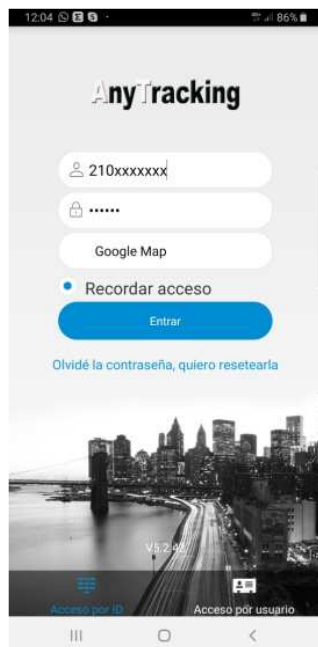 12:04 86%
AnyTracking
210xxxxxxx
••••••
Google Map
Recordar acceso
Entrar
Olvidé la contraseña, quiero resetearla
V5.2.42
Acceso por ID Acceso por usuario